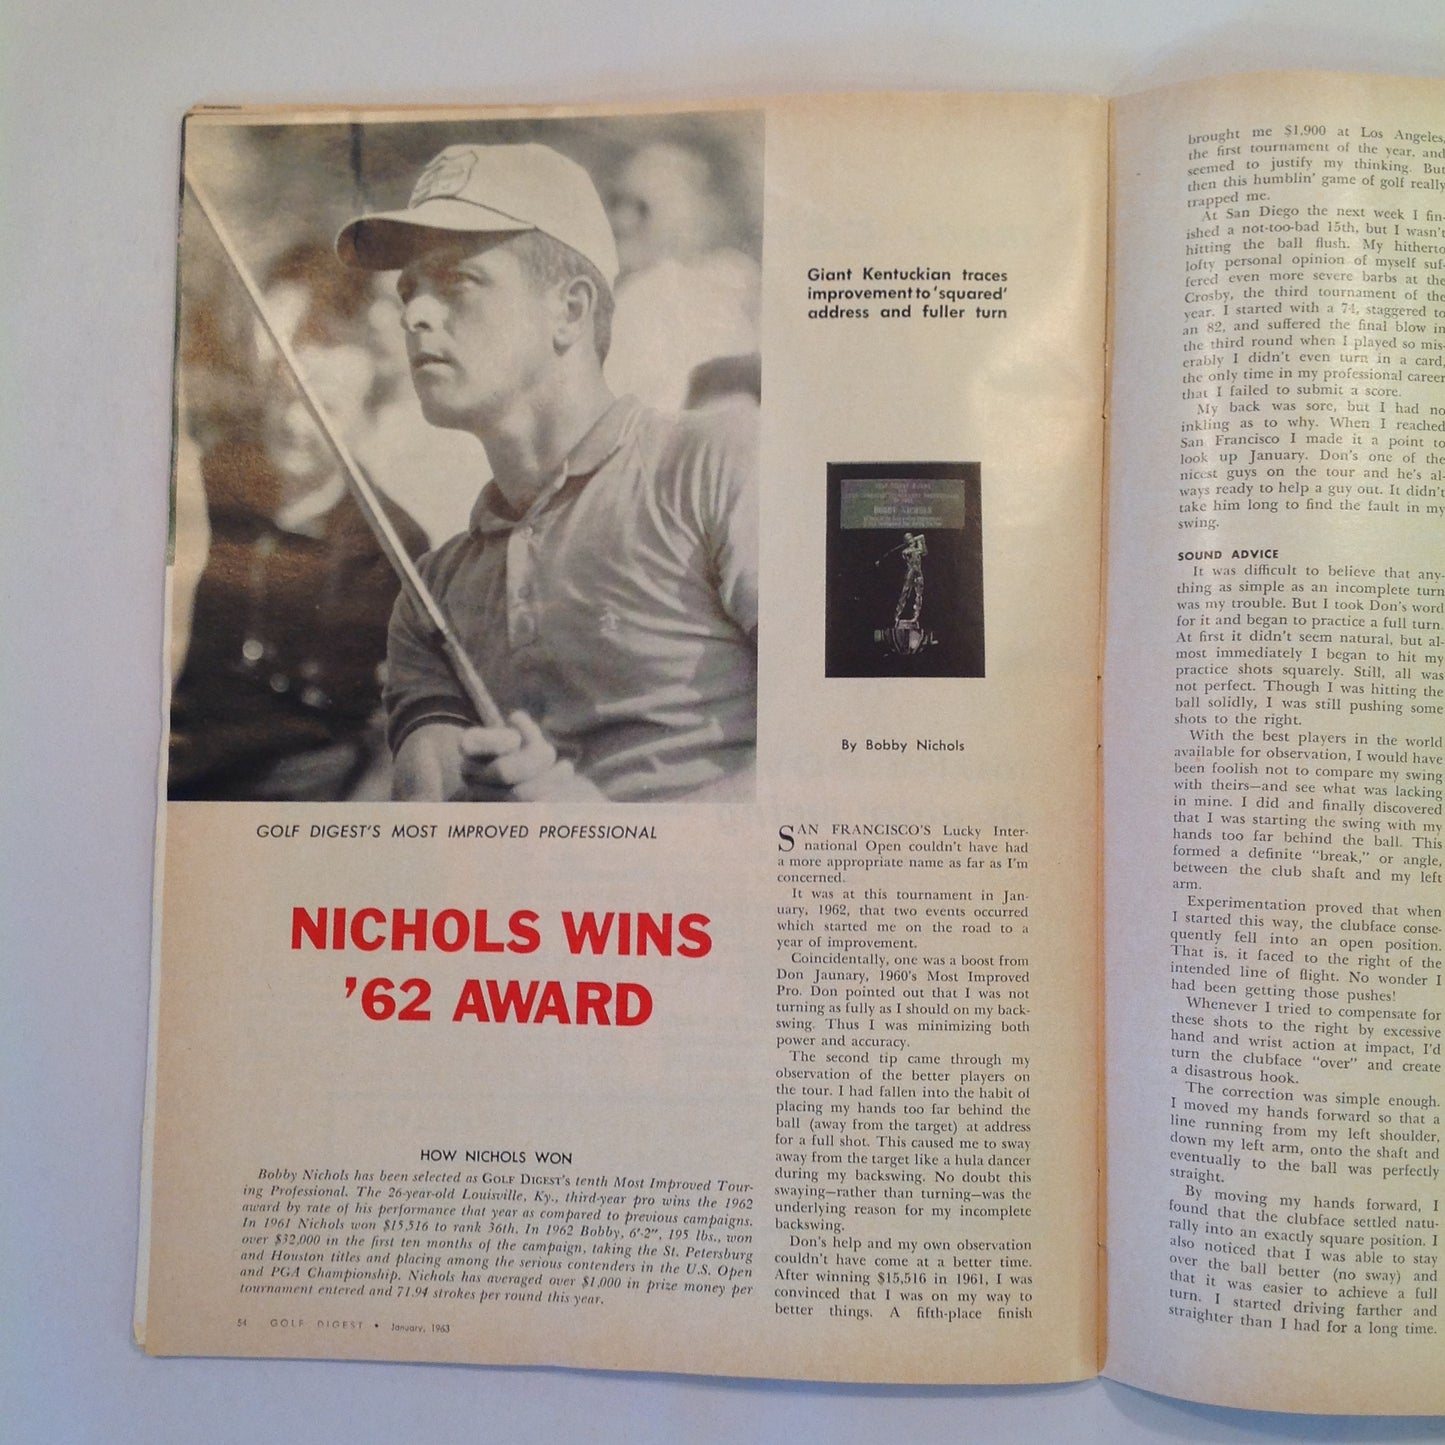 GOLF DIGEST'S MOST IMPROVED PROFESSIONAL
NICHOLS WINS
'62 AWARD
HOW NICHOLS WON
Bobby Nichols has been selected as GOLF DIGEST'S tenth Most Improved Tour-
ing Professional. The 26-year-old Louisville, Ky., third-year pro wins the 1962
award by rate of his performance that year as compared to previous campaigns.
In 1961 Nichols won $15,516 to rank 36th. In 1962 Bobby, 6'-2", 195 lbs., won
over $32,000 in the first ten months of the campaign, taking the St. Petersburg
and Houston titles and placing among the serious contenders in the U.S. Open
and PGA Championship. Nichols has averaged over $1,000 in prize money per
tournament entered and 71.94 strokes per round this year.
54 GOLF DIGEST • January, 1963
Giant Kentuckian traces
improvement to 'squared'
address and fuller turn
BOBBY NICHOLS
By Bobby Nichols
SAN FRANCISCO'S Lucky Inter-
national Open couldn't have had
a more appropriate name as far as I'm
concerned.
It was at this tournament in Jan-
uary, 1962, that two events occurred
which started me on the road to a
year of improvement.
Coincidentally, one was a boost from
Don Jaunary, 1960's Most Improved
Pro. Don pointed out that I was not
turning as fully as I should on my back-
swing. Thus I was minimizing both
power and accuracy.
The second tip came through my
observation of the better players on
the tour. I had fallen into the habit of
placing my hands too far behind the
ball (away from the target) at address
for a full shot. This caused me to sway
away from the target like a hula dancer
during my backswing. No doubt this
swaying—rather than turning—was the
underlying reason for my incomplete
backswing.
Don's help and my own observation
couldn't have come at a better time.
After winning $15,516 in 1961, I was
convinced that I was on my way to
better things. A fifth-place finish
brought me $1,900 at Los Angeles,
the first tournament of the year, and
seemed to justify my thinking. But
then this humblin' game of golf really
trapped me.
At San Diego the next week I fin-
ished a not-too-bad 15th, but I wasn't
hitting the ball flush. My hitherto
lofty personal opinion of myself suf-
fered even more severe barbs at the
Crosby, the third tournament of the
year. I started with a 74, staggered to
an 82, and suffered the final blow in
the third round when I played so mis-
erably I didn't even turn in a card,
the only time in my professional career
that I failed to submit a score.
My back was sore, but I had no
inkling as to why. When I reached
San Francisco I made it a point to
look up January. Don's one of the
nicest guys on the tour and he's al-
ways ready to help a guy out. It didn't
take him long to find the fault in my
swing.
SOUND ADVICE
It was difficult to believe that any-
thing as simple as an incomplete turn
was my trouble. But I took Don's word
for it and began to practice a full turn.
At first it didn't seem natural, but al-
most immediately I began to hit my
practice shots squarely. Still, all was
not perfect. Though I was hitting the
ball solidly, I was still pushing some
shots to the right.
With the best players in the world
available for observation, I would have
been foolish not to compare my swing
with theirs—and see what was lacking
in mine. I did and finally discovered
that I was starting the swing with my
hands too far behind the ball. This
formed a definite "break," or angle,
between the club shaft and my left
arm.
Experimentation proved that when
I started this way, the clubface conse-
quently fell into an open position.
That is, it faced to the right of the
intended line of flight. No wonder I
had been getting those pushes!
Whenever I tried to compensate for
these shots to the right by excessive
hand and wrist action at impact, I'd
turn the clubface "over" and create
a disastrous hook.
The correction was simple enough.
I moved my hands forward so that a
line running from my left shoulder,
down my left arm, onto the shaft and
eventually to the ball was perfectly
straight.
By moving my hands forward, I
found that the clubface settled natu-
rally into an exactly square position. I
also noticed that I was able to stay
over the ball better (no sway) and
that it was easier to achieve a full
turn. I started driving farther and
straighter than I had for a long time.